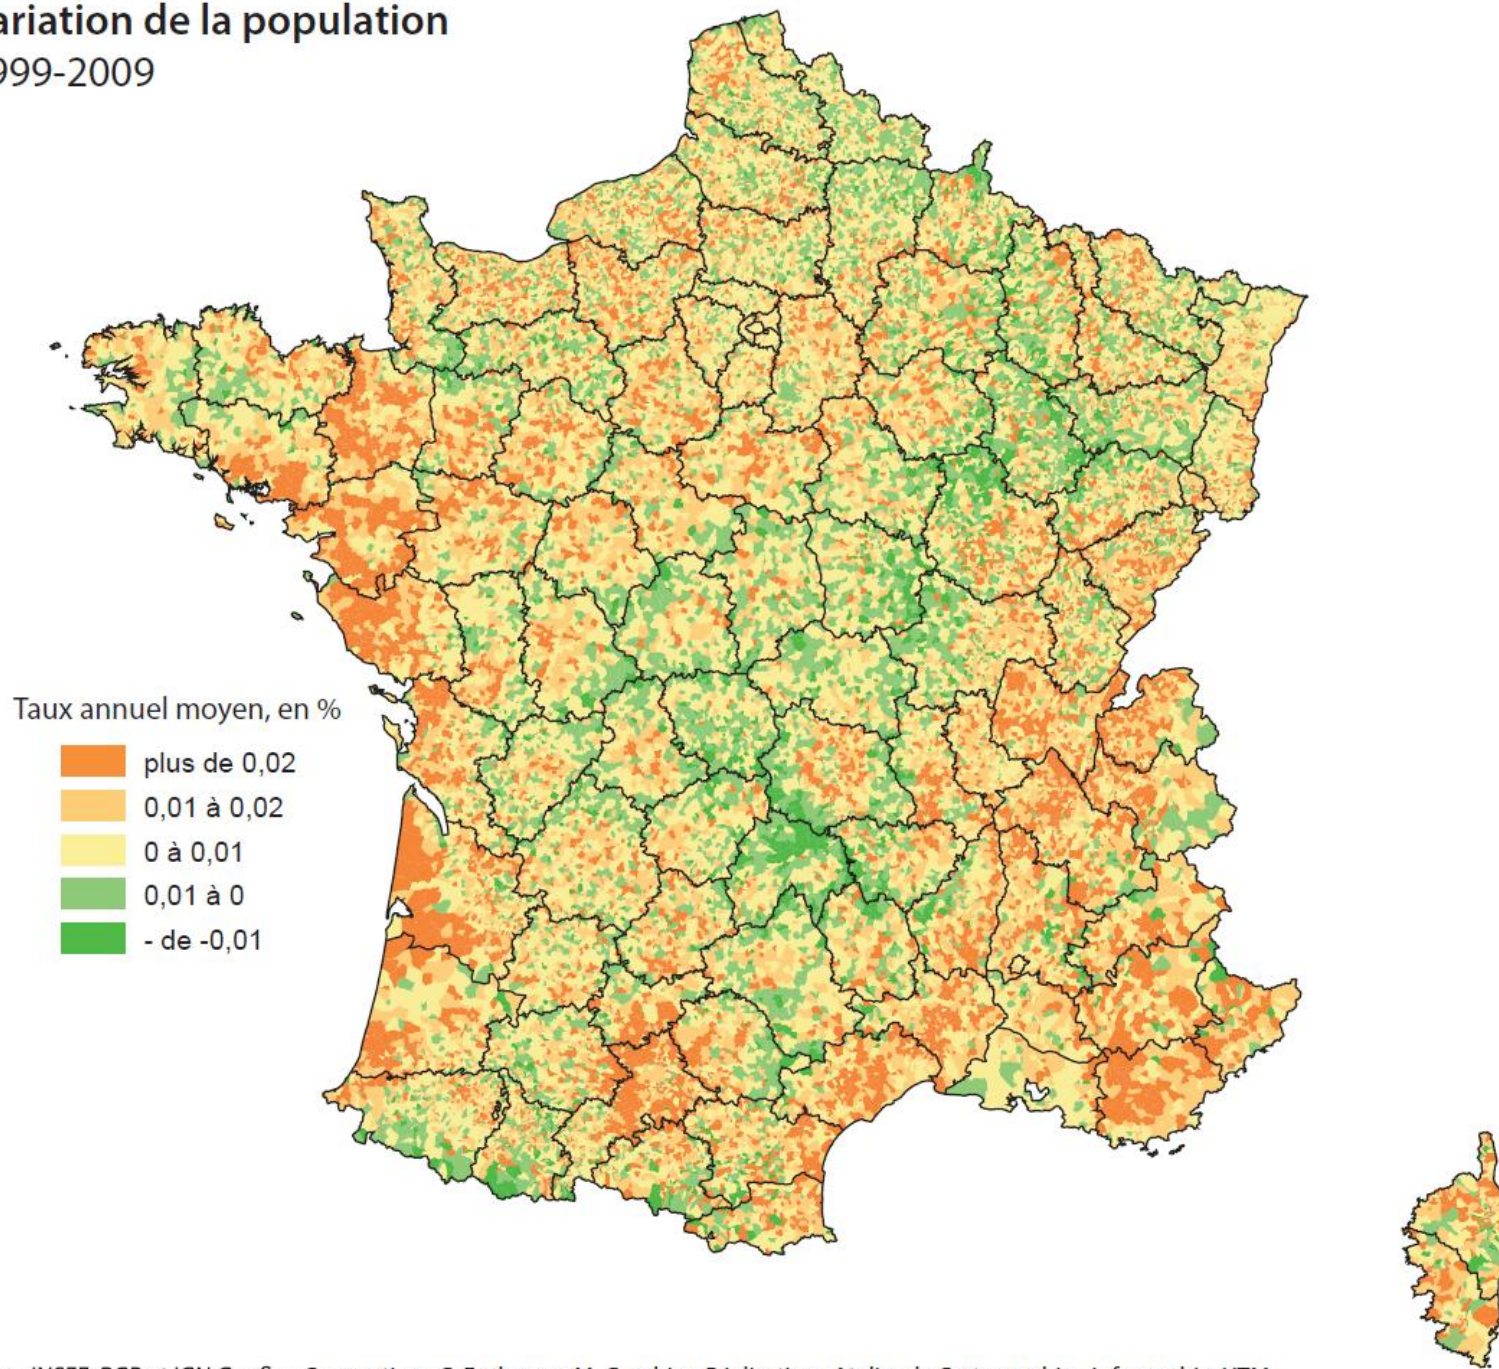 ariation de la population
999-2009
Taux annuel moyen, en %
plus de 0,02
0,01 à 0,02
0 à 0,01
0,01 à 0
- de -0,01